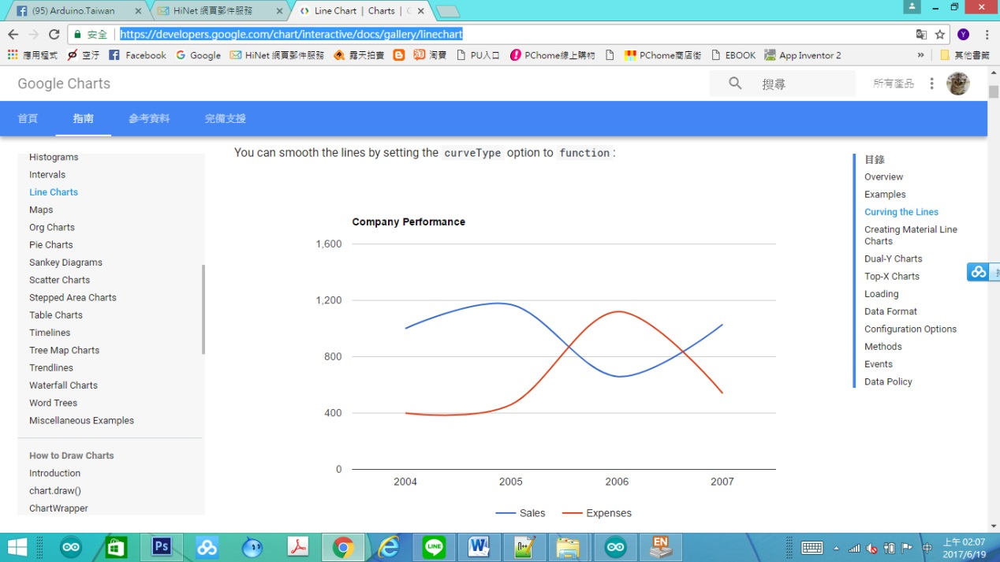 (95) Arduino.Taiwan
HiNet 網頁郵件服務
Line Chart | Charts | G
安全
https://developers.google.com/chart/interactive/docs/gallery/linechart
應用程式
空汙
Facebook
Google
HiNet 網頁郵件服務
露天拍賣
淘寶
PU入口
PChome線上購物
PChome商店街
EBOOK
App Inventor 2
»
其他書籤
Google Charts
搜尋
所有產品
首頁
指南
參考資料
完備支援
Histograms
Intervals
Line Charts
Maps
Org Charts
Pie Charts
Sankey Diagrams
Scatter Charts
Stepped Area Charts
Table Charts
Timelines
Tree Map Charts
Trendlines
Waterfall Charts
Word Trees
Miscellaneous Examples
How to Draw Charts
Introduction
chart.draw()
ChartWrapper
You can smooth the lines by setting the curveType option to function:
Company Performance
1,600
1,200
800
400
0
2004
2005
2006
2007
Sales
Expenses
目錄
Overview
Examples
Curving the Lines
Creating Material Line
Charts
Dual-Y Charts
Top-X Charts
Loading
Data Format
Configuration Options
Methods
Events
Data Policy
Ps
LINE
W
EN
中
上午 02:07
2017/6/19